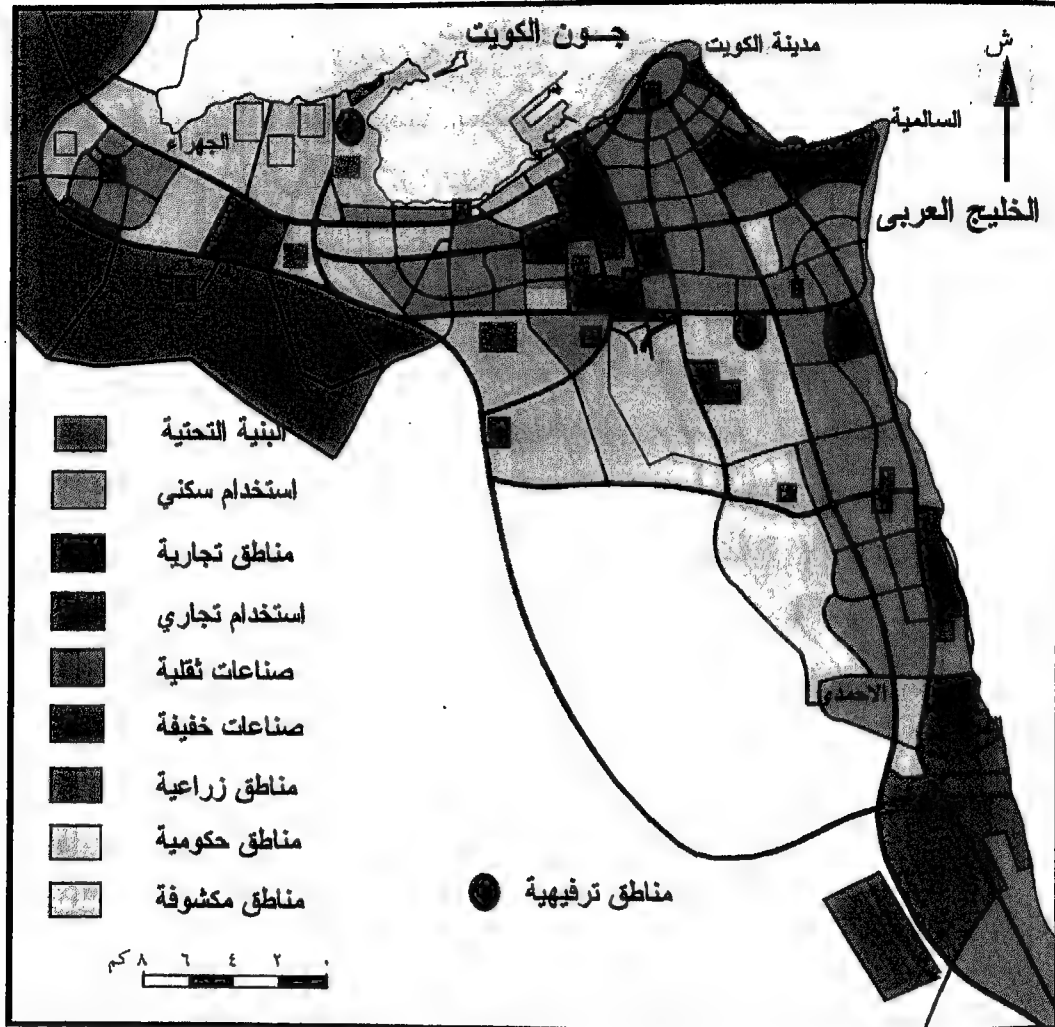 جـــون الكويت
مدينة الكويت
ش
السالمية
الجهراء
الخليج العربى
البنية التحتية
استخدام سكني
مناطق تجارية
استخدام تجاري
صناعات ثقلية
صناعات خفيفة
مناطق زراعية
مناطق حكومية
مناطق مكشوفة
مناطق ترفيهية
الاحمدي
٨ ٦ ٤ ٢ ٠ كم